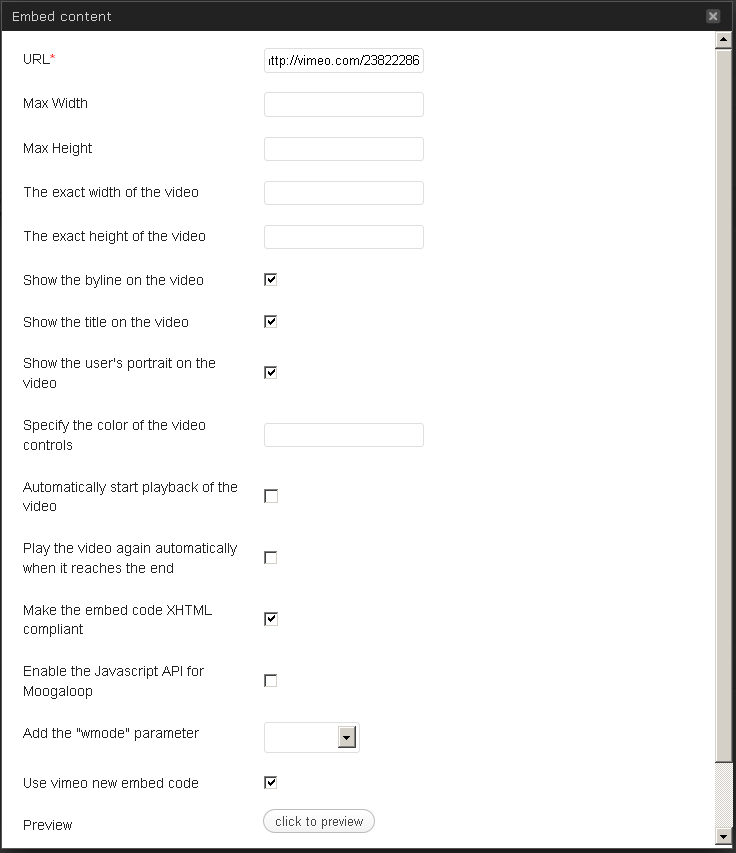 Embed content
URL*
ttp://vimeo.com/23822286
Max Width
Max Height
The exact width of the video
The exact height of the video
Show the byline on the video
Show the title on the video
Show the user's portrait on the
video
Specify the color of the video
controls
Automatically start playback of the
video
Play the video again automatically
when it reaches the end
Make the embed code XHTML
compliant
Enable the Javascript API for
Moogaloop
Add the "wmode" parameter
Use vimeo new embed code
Preview
click to preview